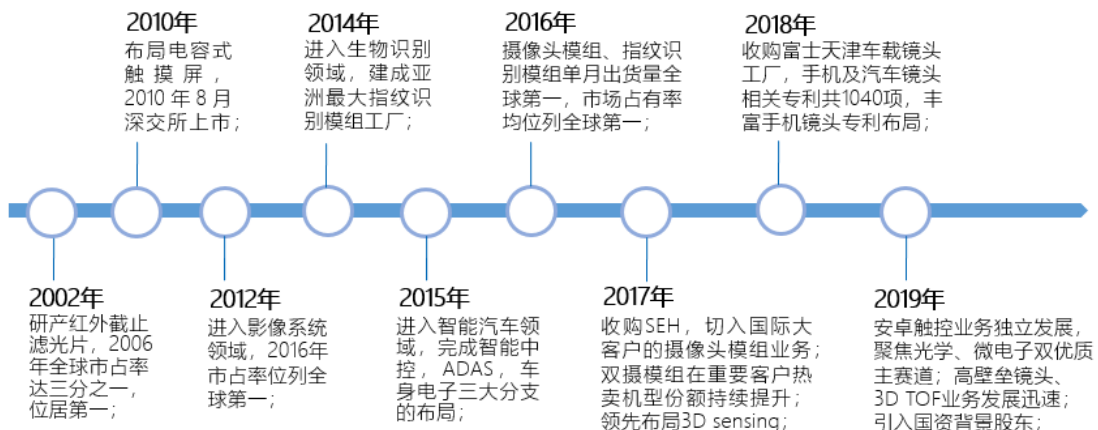 2010年
布局电容式
触摸屏，
2010年8月
深交所上市；
2014年
进入生物识别
领域，建成亚
洲最大指纹识
别模组工厂；
2016年
摄像头模组、指纹识
别模组单月出货量全
球第一，市场占有率
均位列全球第一；
2018年
收购富士天津车载镜头
工厂，手机及汽车镜头
相关专利共1040项，丰
富手机镜头专利布局；
2002年
研产红外截止
滤光片，2006
年全球市占率
达三分之一，
位居第一；
2012年
进入影像系统
领域，2016年
市占率位列全
球第一；
2015年
进入智能汽车领
域，完成智能中
控，ADAS，车
身电子三大分支
的布局；
2017年
收购SEH，切入国际大
客户的摄像头模组业务；
双摄模组在重要客户热
卖机型份额持续提升；
领先布局3D sensing；
2019年
安卓触控业务独立发展，
聚焦光学、微电子双优质
主赛道；高壁垒镜头、
3D TOF业务发展迅速；
引入国资背景股东；